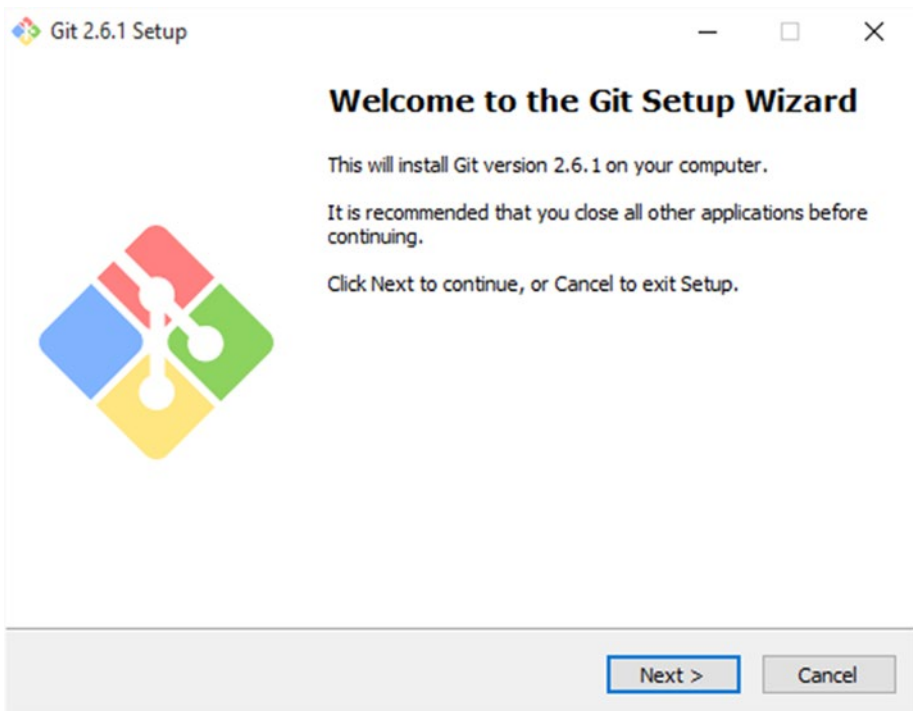 Git 2.6.1 Setup
Welcome to the Git Setup Wizard
This will install Git version 2.6.1 on your computer.
It is recommended that you close all other applications before
continuing.
Click Next to continue, or Cancel to exit Setup.
Next >
Cancel